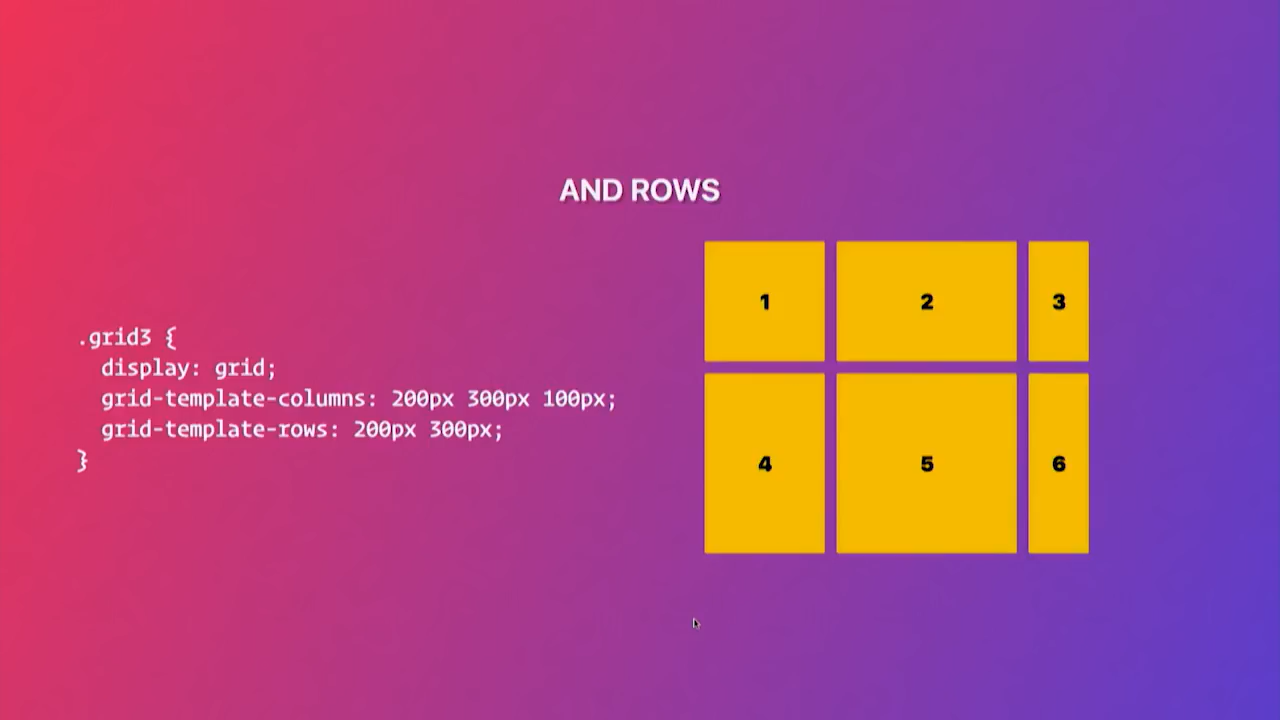 AND ROWS
.grid3 {
  display: grid;
  grid-template-columns: 200px 300px 100px;
  grid-template-rows: 200px 300px;
}
1
2
3
4
5
6